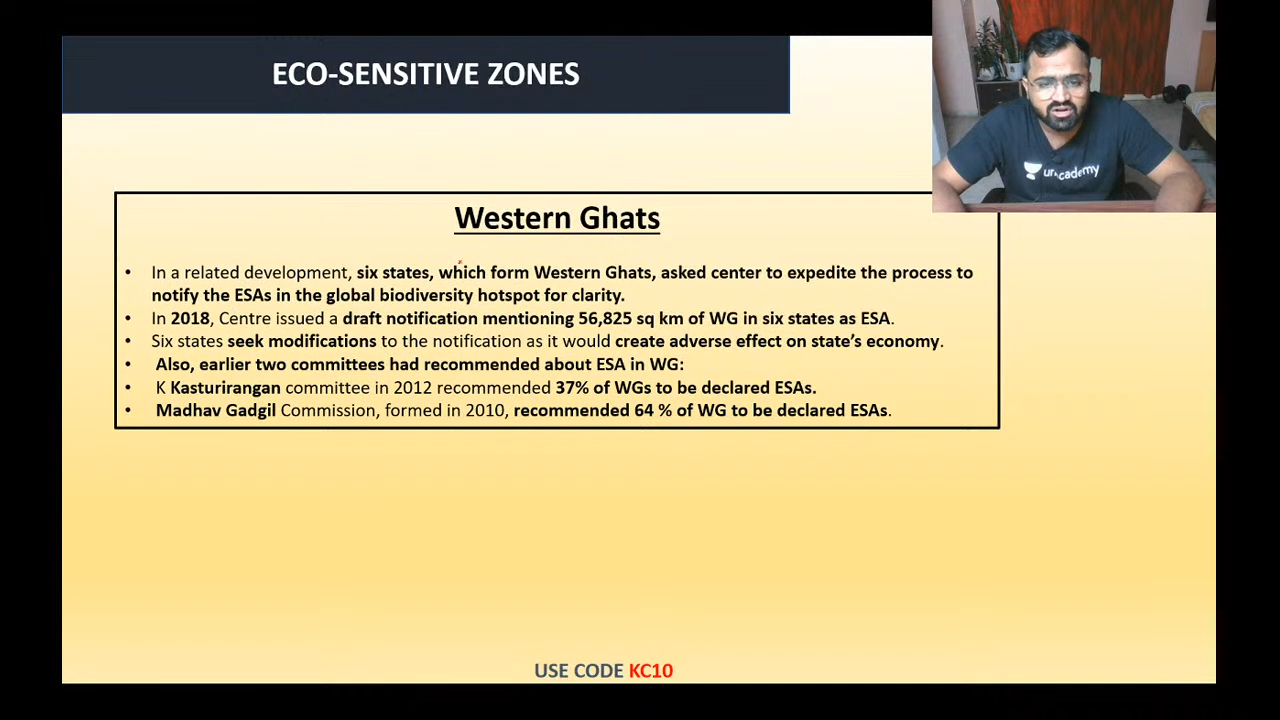 ECO-SENSITIVE ZONES
unacademy
Western Ghats
• In a related development, six states, which form Western Ghats, asked center to expedite the process to
notify the ESAs in the global biodiversity hotspot for clarity.
• In 2018, Centre issued a draft notification mentioning 56,825 sq km of WG in six states as ESA.
• Six states seek modifications to the notification as it would create adverse effect on state's economy.
• Also, earlier two committees had recommended about ESA in WG:
• K Kasturirangan committee in 2012 recommended 37% of WGs to be declared ESAs.
• Madhav Gadgil Commission, formed in 2010, recommended 64 % of WG to be declared ESAs.
USE CODE KC10